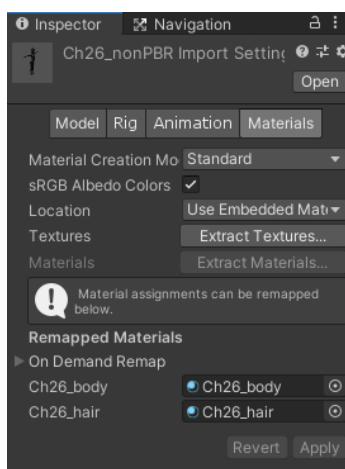 Inspector Navigation
Ch26_nonPBR Import Setting
Open
Model Rig Animation Materials
Material Creation Mo Standard
sRGB Albedo Colors
Location Use Embedded Mate
Textures Extract Textures...
Materials Extract Materials...
Material assignments can be remapped
below.
Remapped Materials
On Demand Remap
Ch26_body Ch26_body
Ch26_hair Ch26_hair
Revert Apply